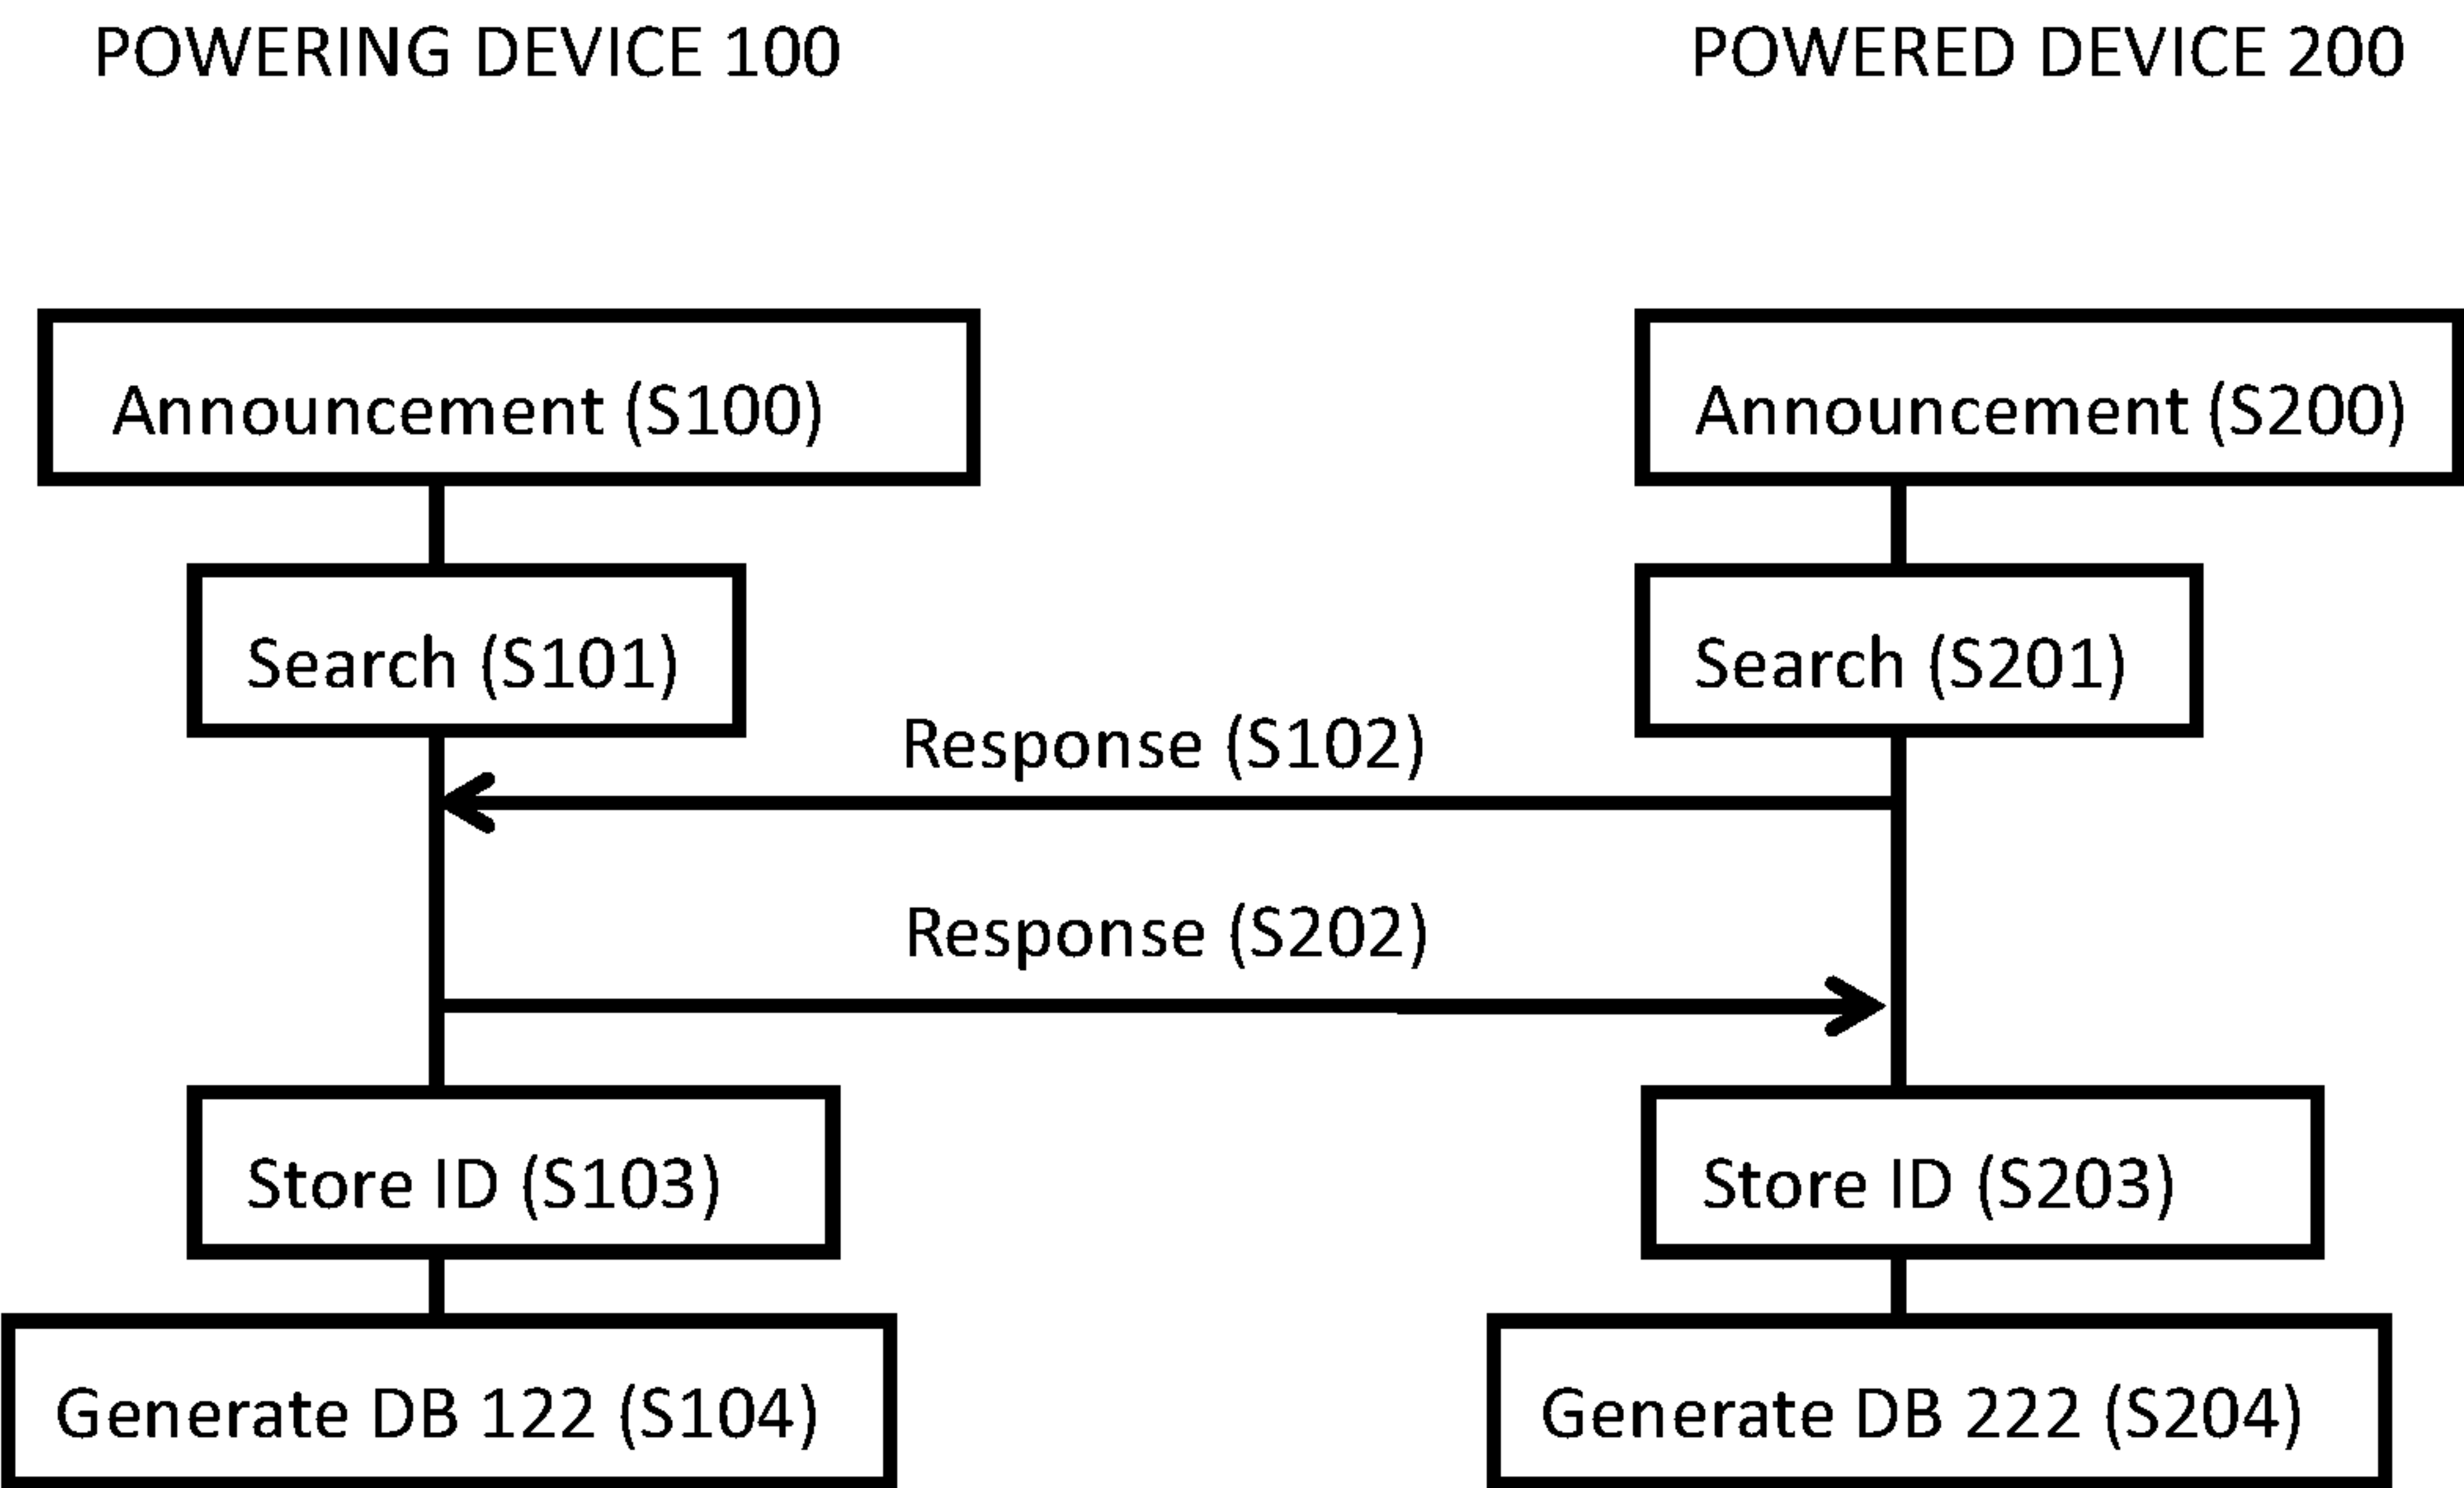 POWERING DEVICE 100
POWERED DEVICE 200
Announcement (S100)
Announcement (S200)
Search (S101)
Search (S201)
Response (S102)
Response (S202)
Store ID (S103)
Store ID (S203)
Generate DB 122 (S104)
Generate DB 222 (S204)